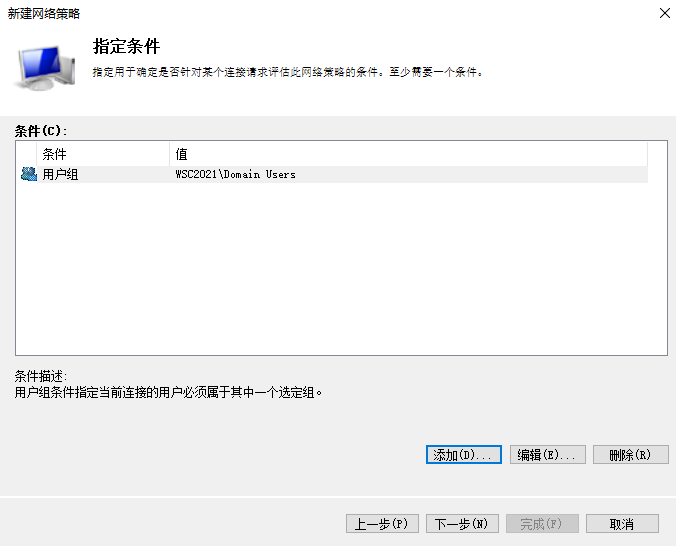 新建网络策略
指定条件
指定用于确定是否针对某个连接请求评估此网络策略的条件。至少需要一个条件。
条件(C):
条件 值
用户组 WSC2021\Domain Users
条件描述:
用户组条件指定当前连接的用户必须属于其中一个选定组。
添加(D)... 编辑(E)... 删除(R)
上一步(P) 下一步(N) 完成(F) 取消